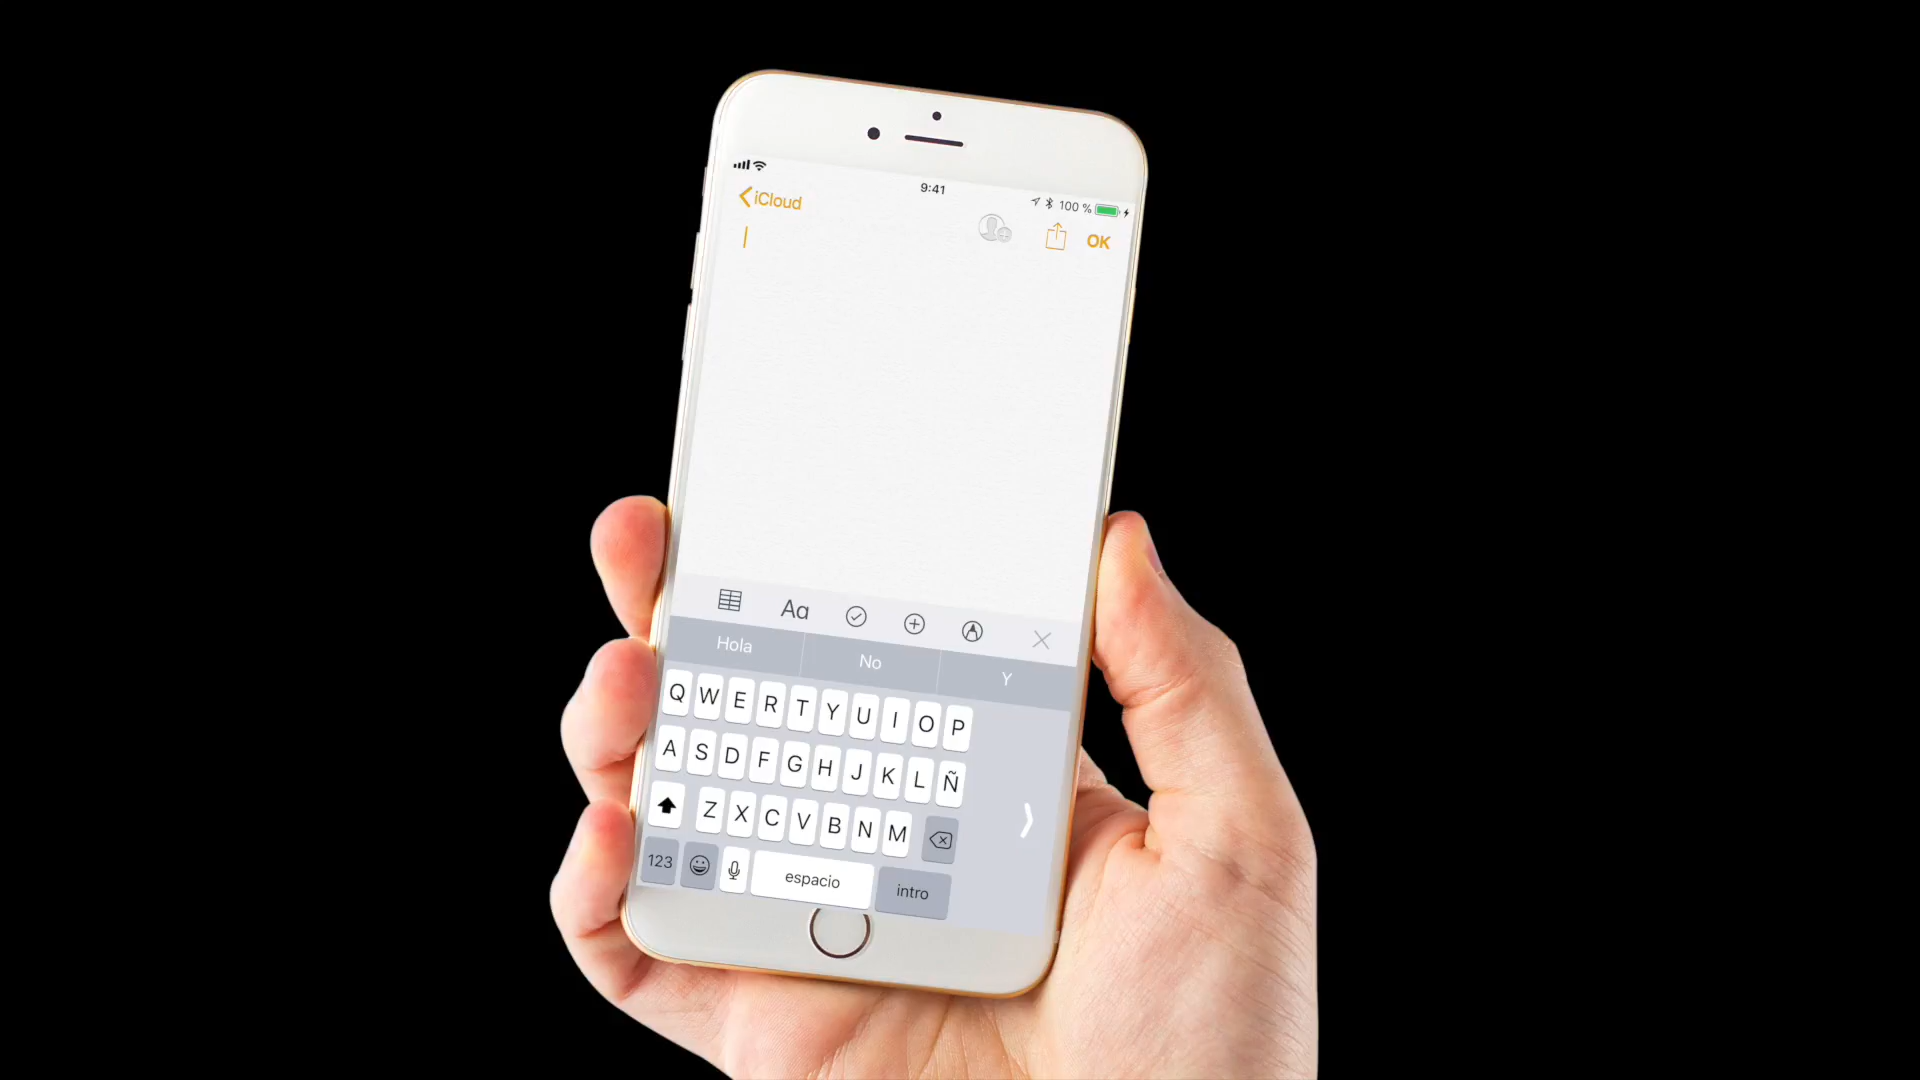 9:41
100 %
iCloud
OK
Aa
Hola No Y
Q W E R T Y U I O P
A S D F G H J K L Ñ
Z X C V B N M
123 espacio intro